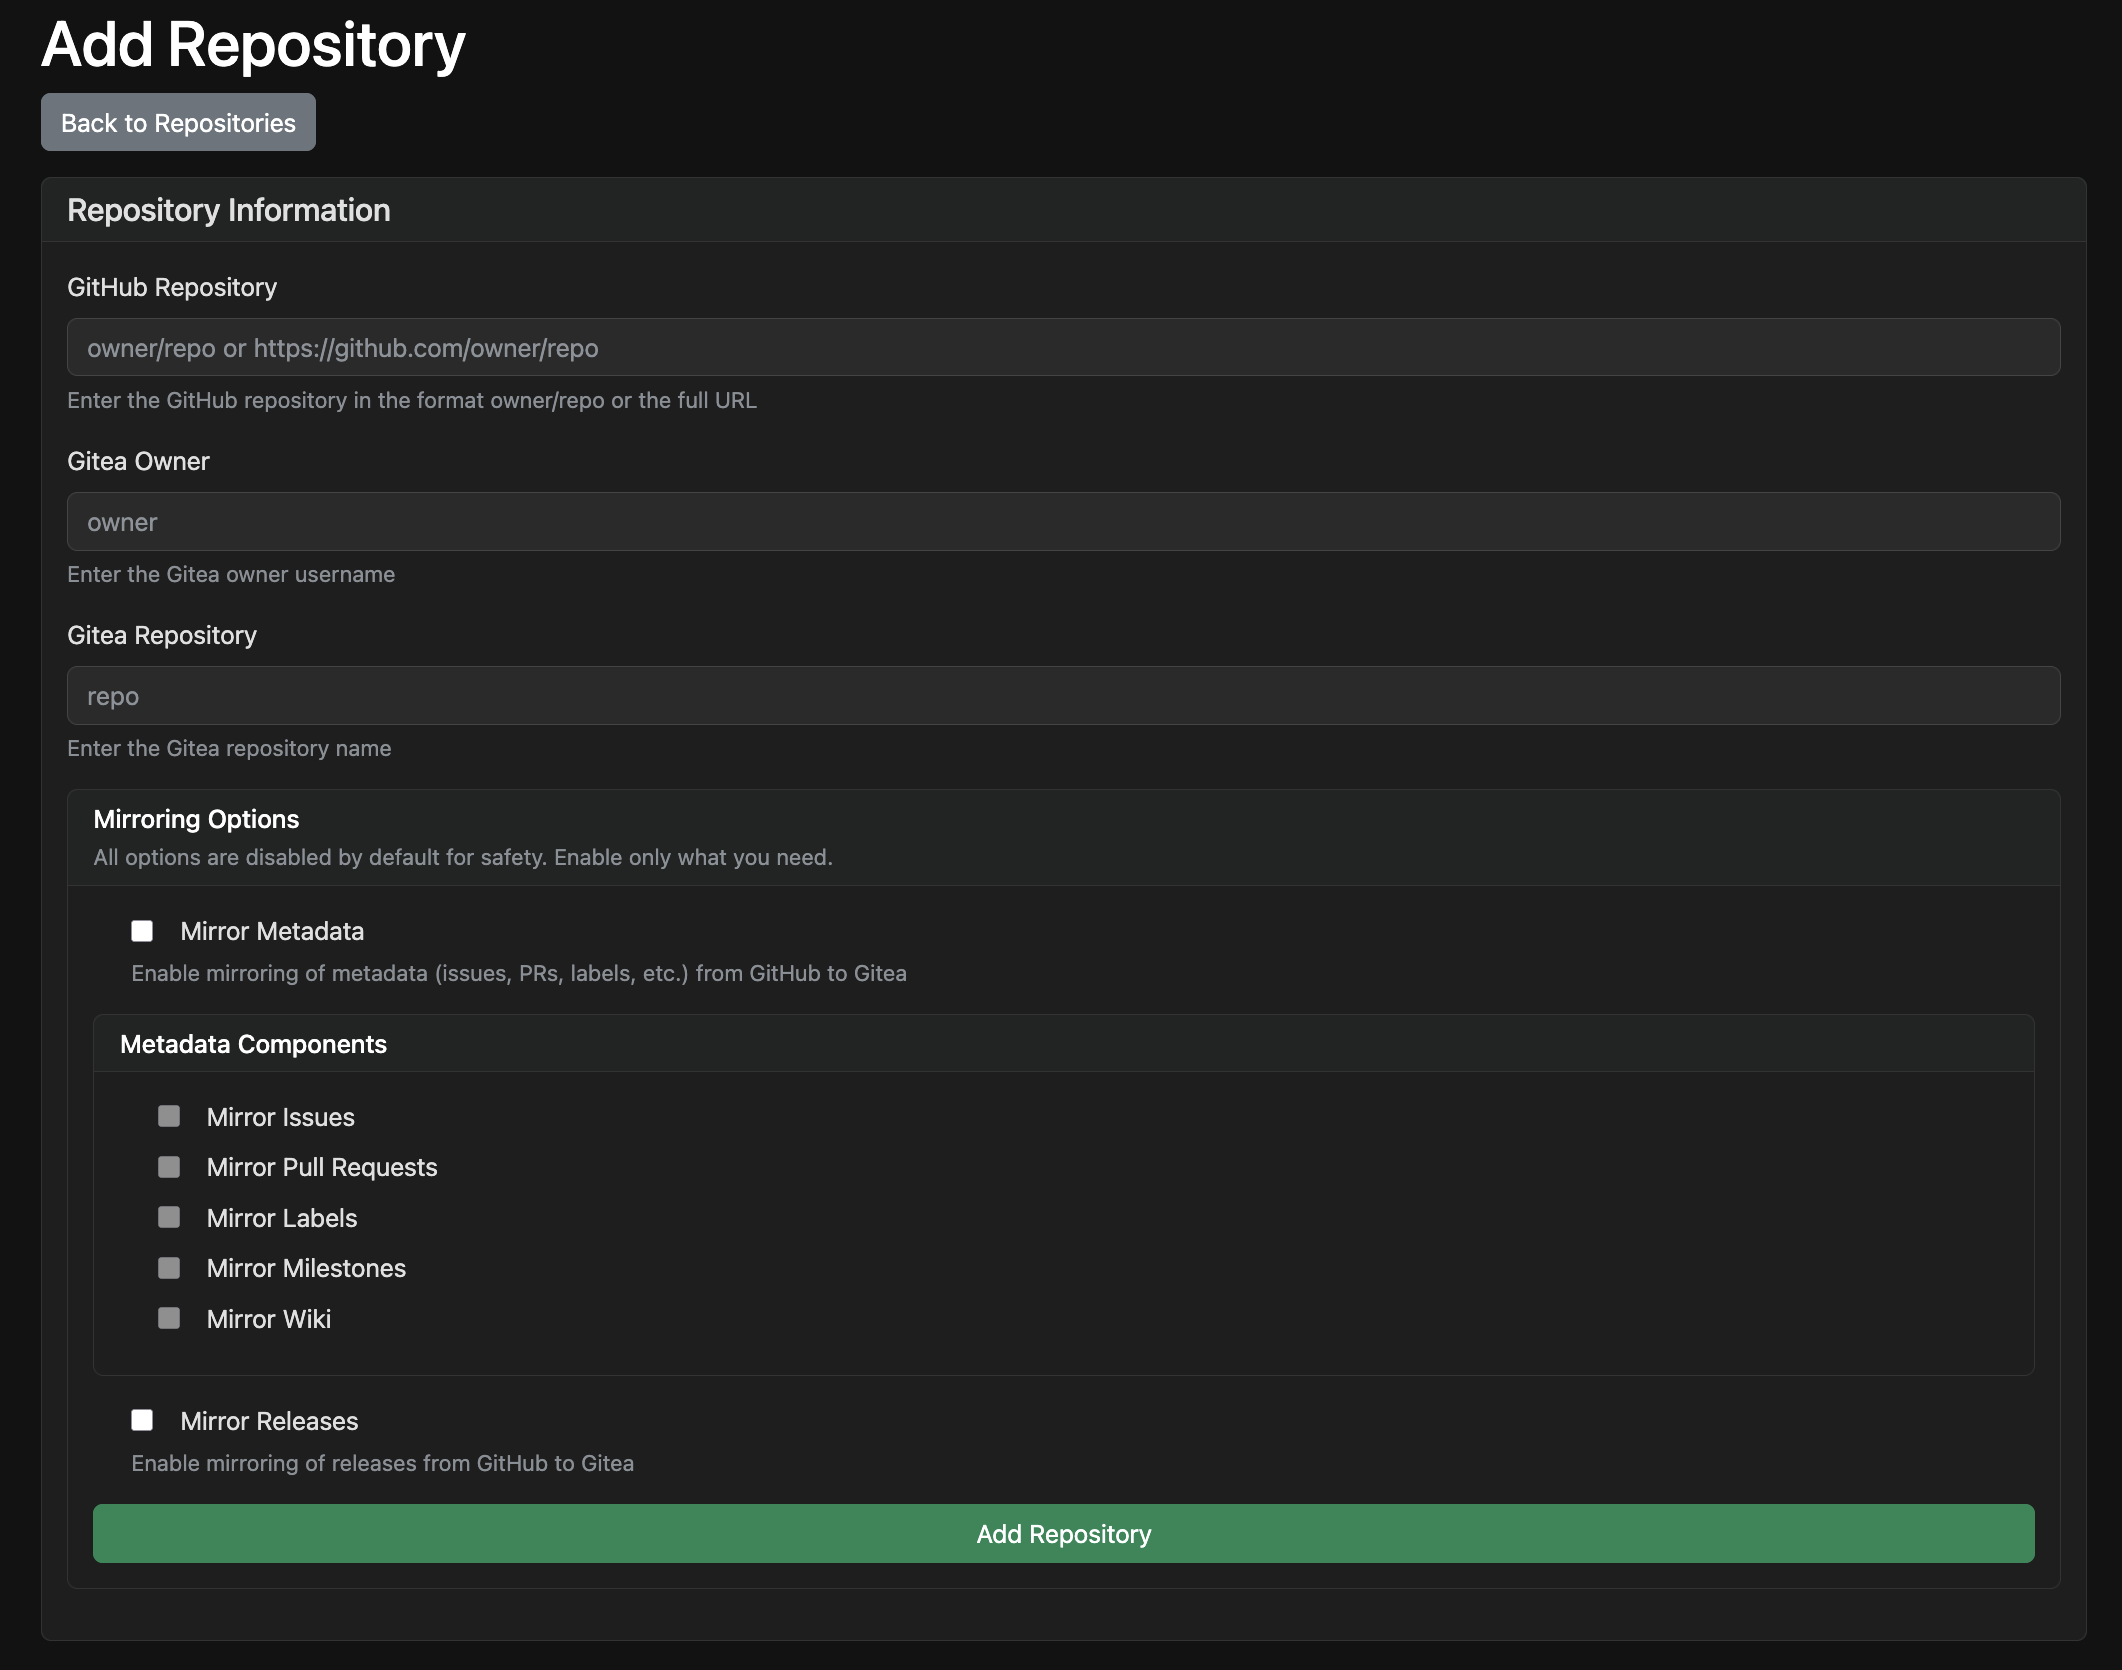 Add Repository
Back to Repositories
Repository Information
GitHub Repository
owner/repo or https://github.com/owner/repo
Enter the GitHub repository in the format owner/repo or the full URL
Gitea Owner
owner
Enter the Gitea owner username
Gitea Repository
repo
Enter the Gitea repository name
Mirroring Options
All options are disabled by default for safety. Enable only what you need.
Mirror Metadata
Enable mirroring of metadata (issues, PRs, labels, etc.) from GitHub to Gitea
Metadata Components
Mirror Issues
Mirror Pull Requests
Mirror Labels
Mirror Milestones
Mirror Wiki
Mirror Releases
Enable mirroring of releases from GitHub to Gitea
Add Repository